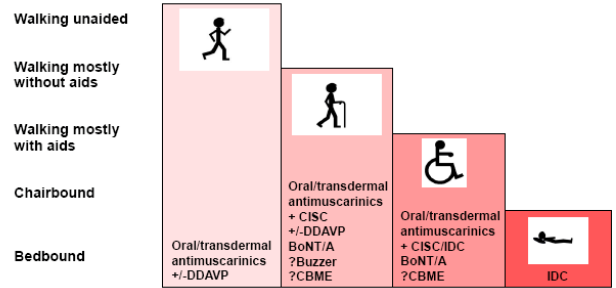 Walking unaided
Walking mostly
without aids
Walking mostly
with aids
Chairbound
Bedbound
Oral/transdermal
antimuscarinics
+/-DDAVP
Oral/transdermal
antimuscarinics
+ CISC
+/-DDAVP
BoNT/A
?Buzzer
?CBME
Oral/transdermal
antimuscarinics
+ CISC/IDC
BoNT/A
?CBME
IDC